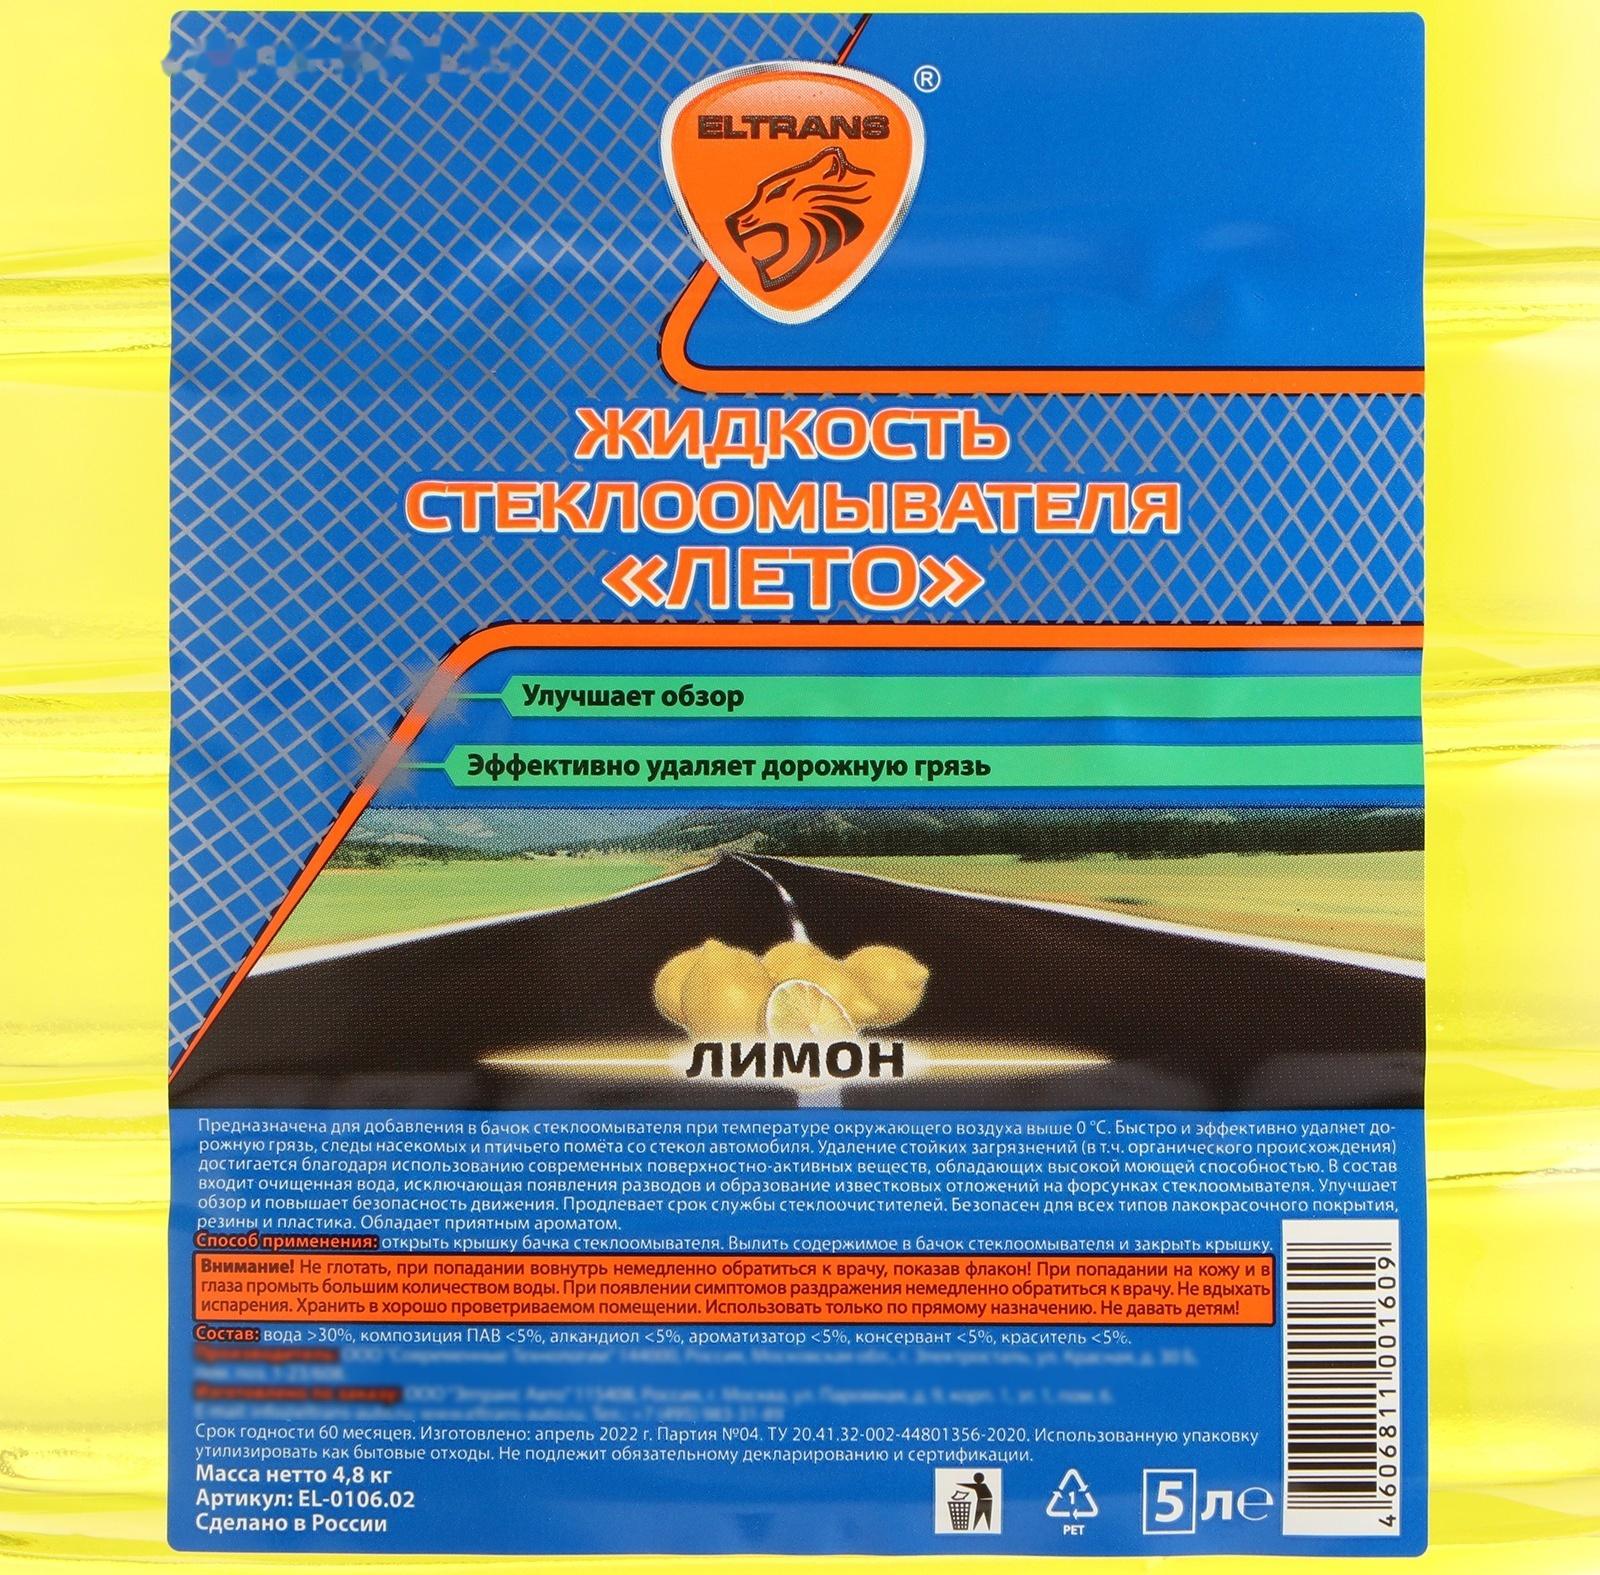 ELTRANS
®
ЖИДКОСТЬ
СТЕКЛООМЫВАТЕЛЯ
«ЛЕТО»
Улучшает обзор
Эффективно удаляет дорожную грязь
ЛИМОН
Предназначена для добавления в бачок стеклоомывателя при температуре окружающего воздуха выше 0 °С. Быстро и эффективно удаляет до-
рожную грязь, следы насекомых и птичьего помёта со стекол автомобиля. Удаление стойких загрязнений (в т.ч. органического происхождения)
достигается благодаря использованию современных поверхностно-активных веществ, обладающих высокой моющей способностью. В состав
входит очищенная вода, исключающая появления разводов и образование известковых отложений на форсунках стеклоомывателя. Улучшает
обзор и повышает безопасность движения. Продлевает срок службы стеклоочистителей. Безопасен для всех типов лакокрасочного покрытия,
резины и пластика. Обладает приятным ароматом.
Способ применения: открыть крышку бачка стеклоомывателя. Вылить содержимое в бачок стеклоомывателя и закрыть крышку.
Внимание! Не глотать, при попадании вовнутрь немедленно обратиться к врачу, показав флакон! При попадании на кожу и в
глаза промыть большим количеством воды. При появлении симптомов раздражения немедленно обратиться к врачу. Не вдыхать
испарения. Хранить в хорошо проветриваемом помещении. Использовать только по прямому назначению. Не давать детям!
Состав: вода >30%, композиция ПАВ <5%, алкандиол <5%, ароматизатор <5%, консервант <5%, краситель <5%.
Срок годности 60 месяцев. Изготовлено: апрель 2022 г. Партия №04. ТУ 20.41.32-002-44801356-2020. Использованную упаковку
утилизировать как бытовые отходы. Не подлежит обязательному декларированию и сертификации.
Масса нетто 4,8 кг
Артикул: EL-0106.02
Сделано в России
1
PET
5 л℮
4 606811 001609